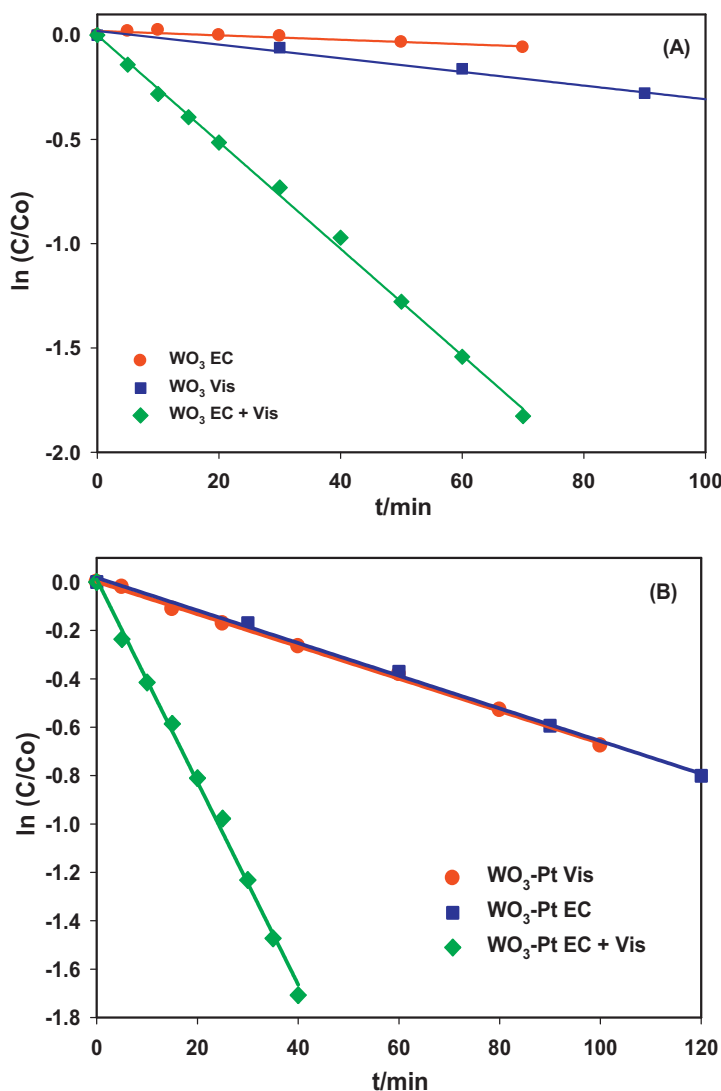 (A)
0.0
-0.5
-1.0
-1.5
-2.0
ln (C/Co)
WO₃ EC
WO₃ Vis
WO₃ EC + Vis
0 20 40 60 80 100
t/min
(B)
0.0
-0.2
-0.4
-0.6
-0.8
-1.0
-1.2
-1.4
-1.6
-1.8
ln (C/Co)
WO₃-Pt Vis
WO₃-Pt EC
WO₃-Pt EC + Vis
0 20 40 60 80 100 120
t/min